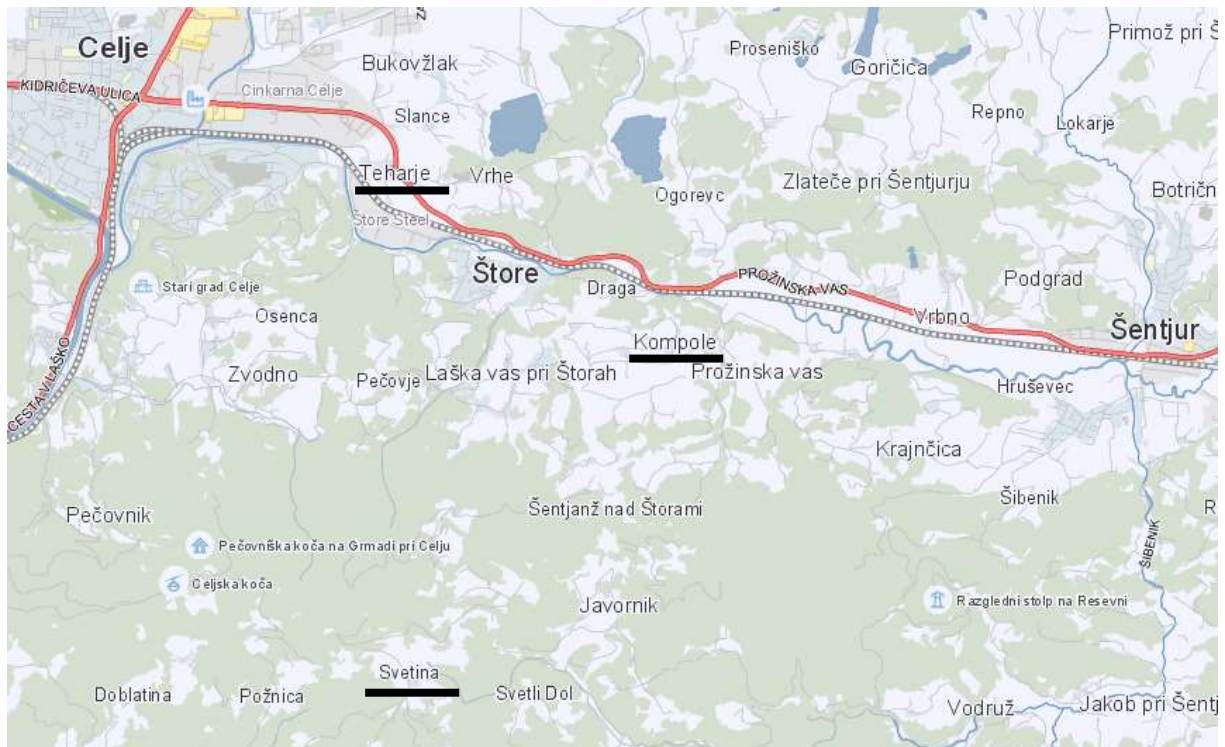 ZA
Primož pri Š
Celje
Proseniško
Bukovžlak
Goričica
KIDRIČEVA ULICA
Cinkarna Celje
Slance
Repno
Lokarje
Teharje
Vrhe
Ogorevc
Zlateče pri Šentjurju
Botričn
Štore Steel
Štore
PROŽINSKA VAS
Podgrad
Stari grad Celje
Draga
Osenca
Vrbno
Šentjur
Kompole
CESTA V LAŠKO
Zvodno
Pečovje
Laška vas pri Štorah
Prožinska vas
Hruševec
Krajnčica
Šibenik
Pečovnik
Šentjanž nad Štorami
R
Pečovniška koča na Grmadi pri Celju
ŠIBENIK
Celjska koča
Javornik
Razgledni stolp na Resevni
Svetina
Doblatina
Požnica
Svetli Dol
Vodruž
Jakob pri Šentj